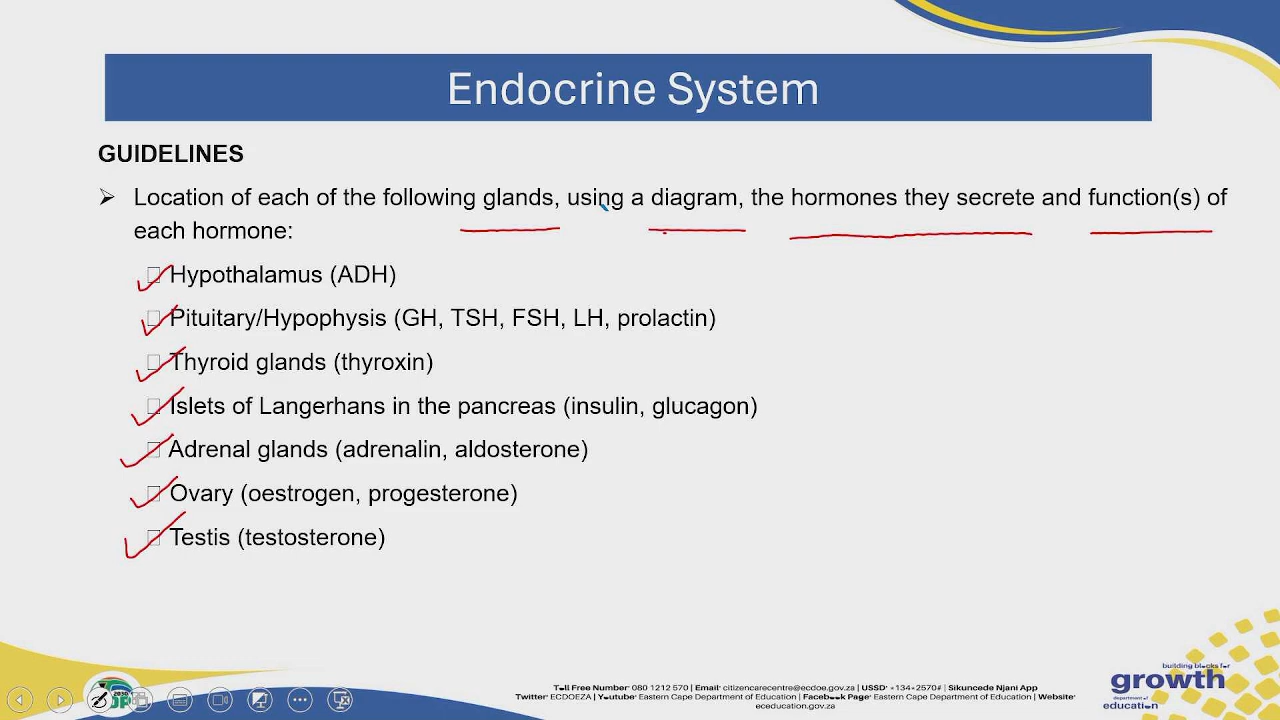 Endocrine System
GUIDELINES
Location of each of the following glands, using a diagram, the hormones they secrete and function(s) of
each hormone:
Hypothalamus (ADH)
Pituitary/Hypophysis (GH, TSH, FSH, LH, prolactin)
Thyroid glands (thyroxin)
Islets of Langerhans in the pancreas (insulin, glucagon)
Adrenal glands (adrenalin, aldosterone)
Ovary (oestrogen, progesterone)
Testis (testosterone)
2030
Toll Free Number: 080 1212 570 | Email: citizencarecentre@ecdoe.gov.za | USSD: *134*2570# | Sikuncede Njani App
Twitter: ECDOEZA | Youtube: Eastern Cape Department of Education | Facebook Page: Eastern Cape Department of Education | Website:
eceducation.gov.za
building blocks for
growth
department of
education